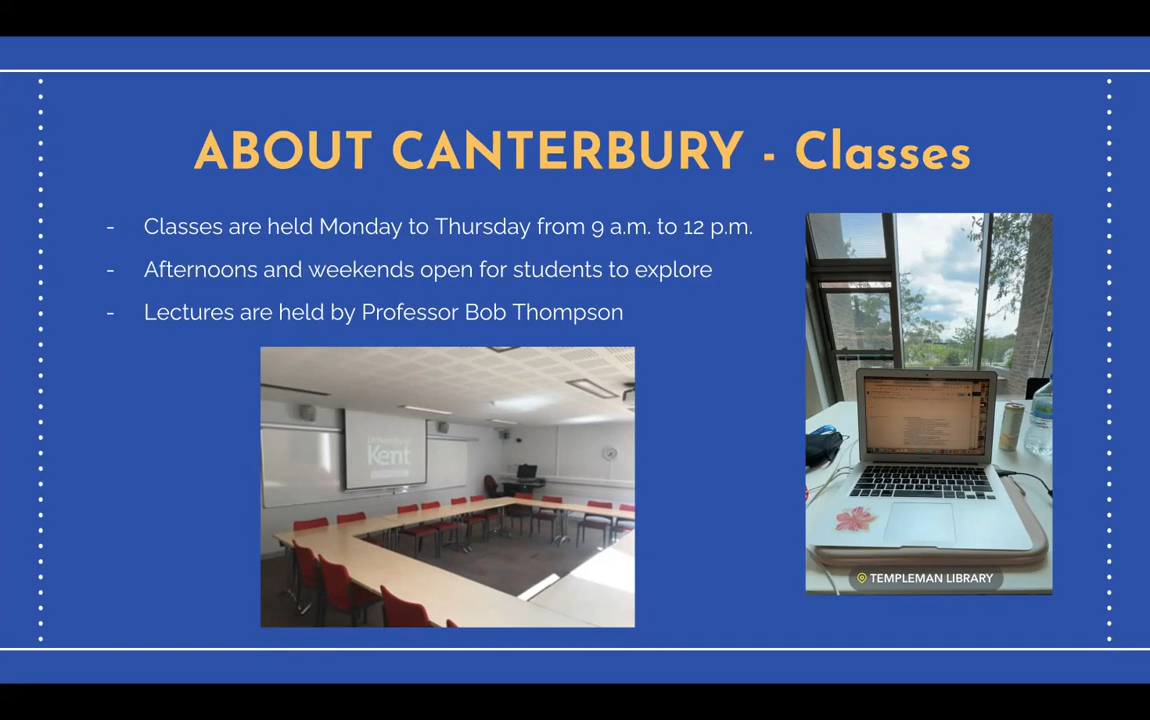 ABOUT CANTERBURY - Classes
- Classes are held Monday to Thursday from 9 a.m. to 12 p.m.
- Afternoons and weekends open for students to explore
- Lectures are held by Professor Bob Thompson
University of
Kent
TEMPLEMAN LIBRARY